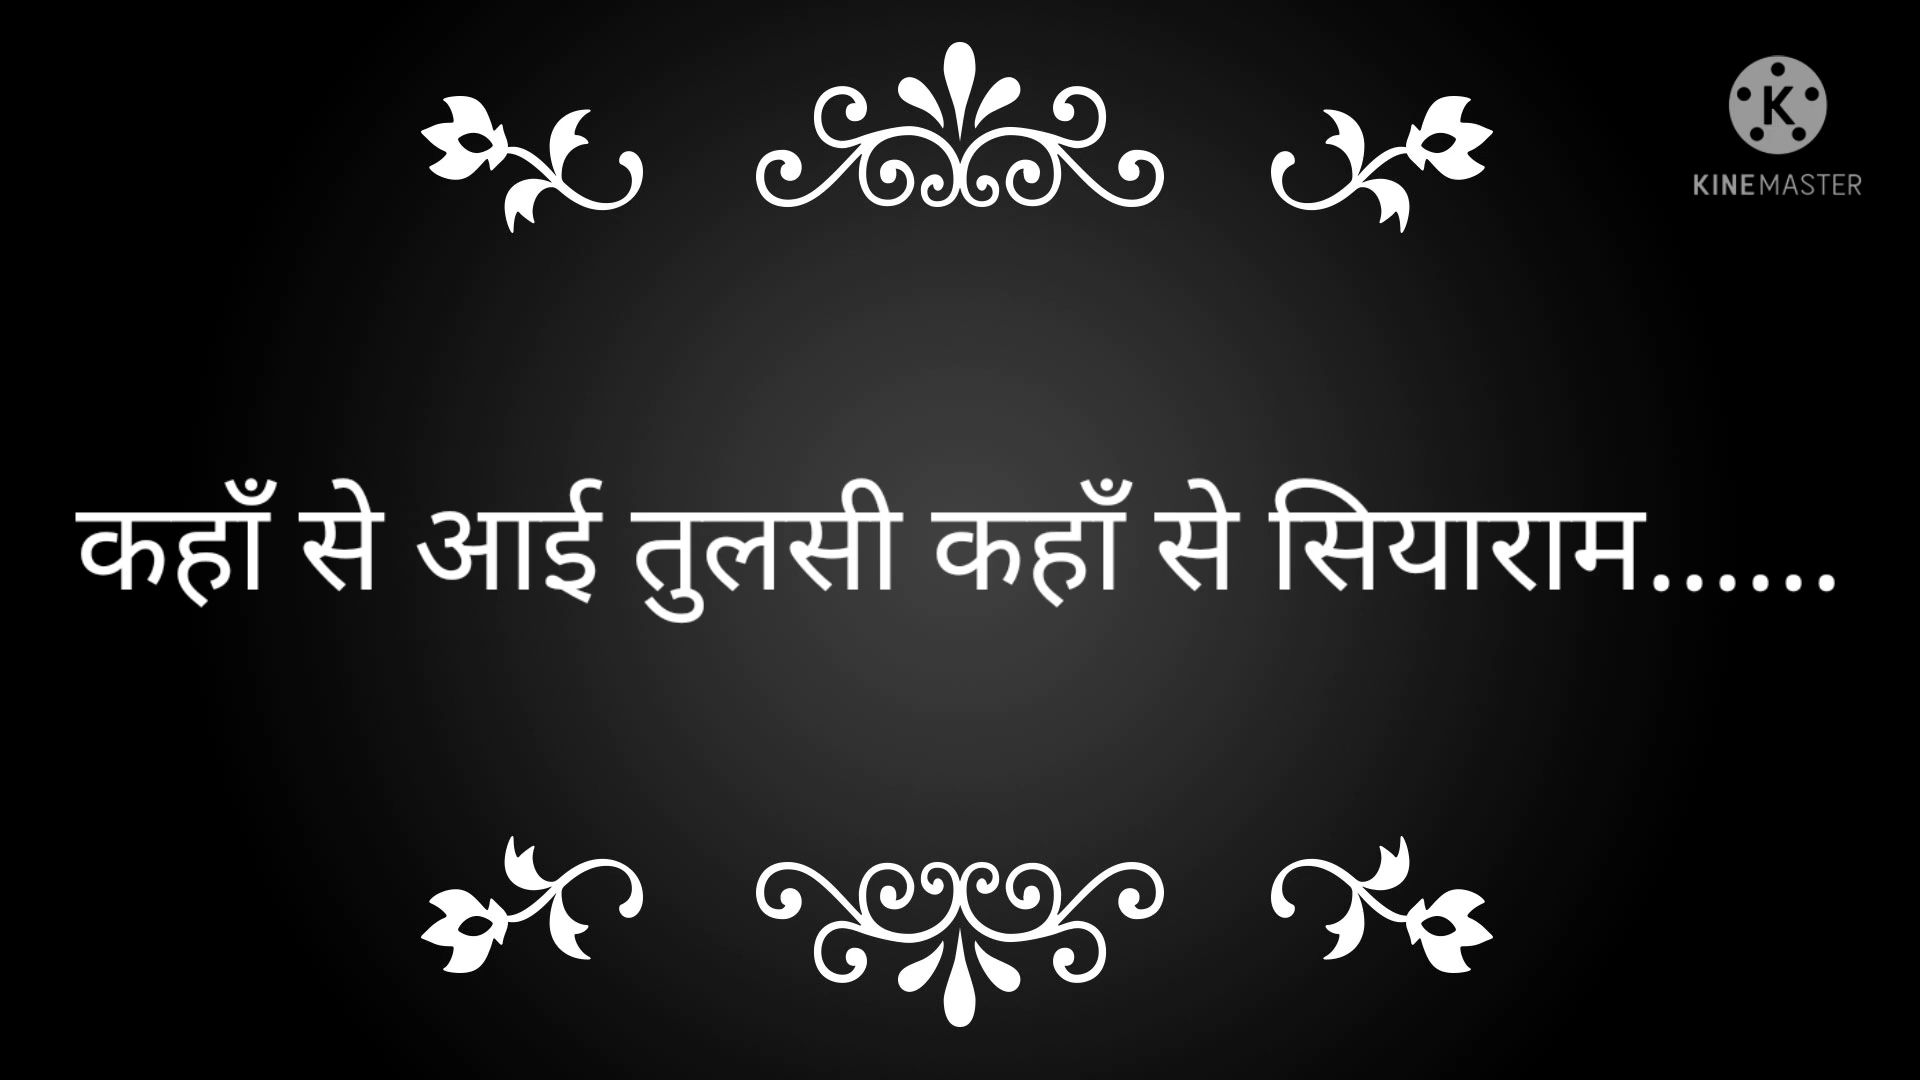 KINEMASTER
कहाँ से आई तुलसी कहाँ से सियाराम......